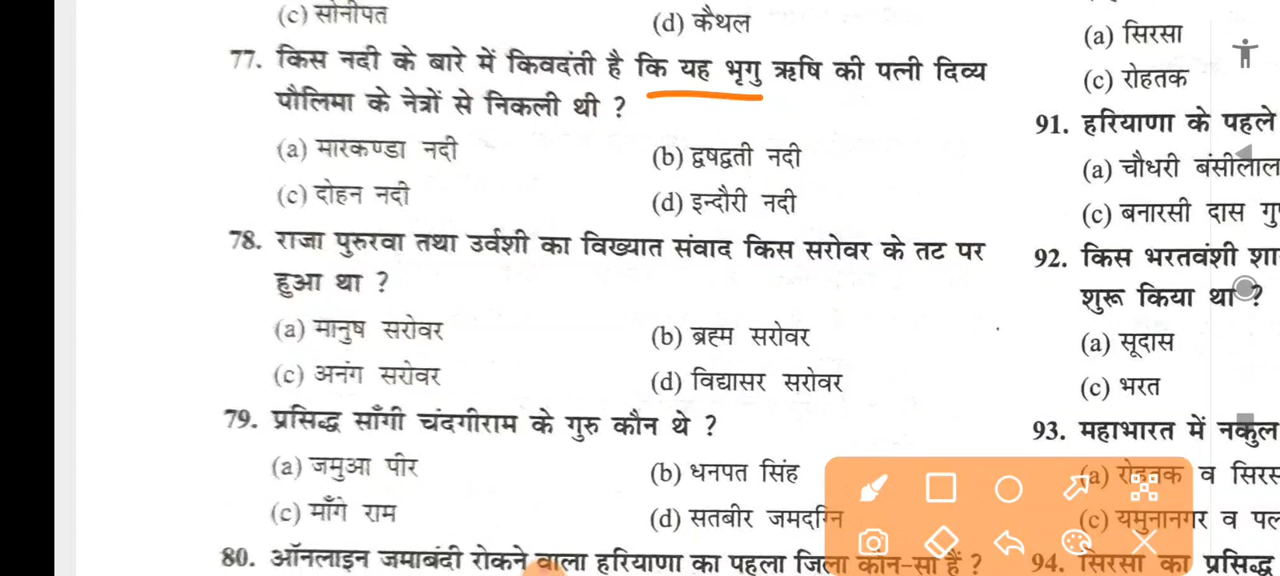 (c) सोनीपत
(d) कैथल
77. किस नदी के बारे में किवदंती है कि यह भृगु ऋषि की पत्नी दिव्य
पौलिमा के नेत्रों से निकली थी ?
(a) मारकण्डा नदी
(b) द्वषद्वती नदी
(c) दोहन नदी
(d) इन्दौरी नदी
78. राजा पुरुरवा तथा उर्वशी का विख्यात संवाद किस सरोवर के तट पर
हुआ था ?
(a) मानुष सरोवर
(b) ब्रह्म सरोवर
(c) अनंग सरोवर
(d) विद्यासर सरोवर
79. प्रसिद्ध साँगी चंदगीराम के गुरु कौन थे ?
(a) जमुआ पीर
(b) धनपत सिंह
(c) माँगे राम
(d) सतबीर जमदग्नि
80. ऑनलाइन जमाबंदी रोकने वाला हरियाणा का पहला जिला कौन-सा हैं ?
(a) सिरसा
(c) रोहतक
91. हरियाणा के पहले
(a) चौधरी बंसीलाल
(c) बनारसी दास
92. किस भरतवंशी
शुरू किया था ?
(a) सूदास
(c) भरत
93. महाभारत में नकुल
(a) रोहतक व
(c) यमुनानगर व
94. सिरसा का प्रसिद्ध